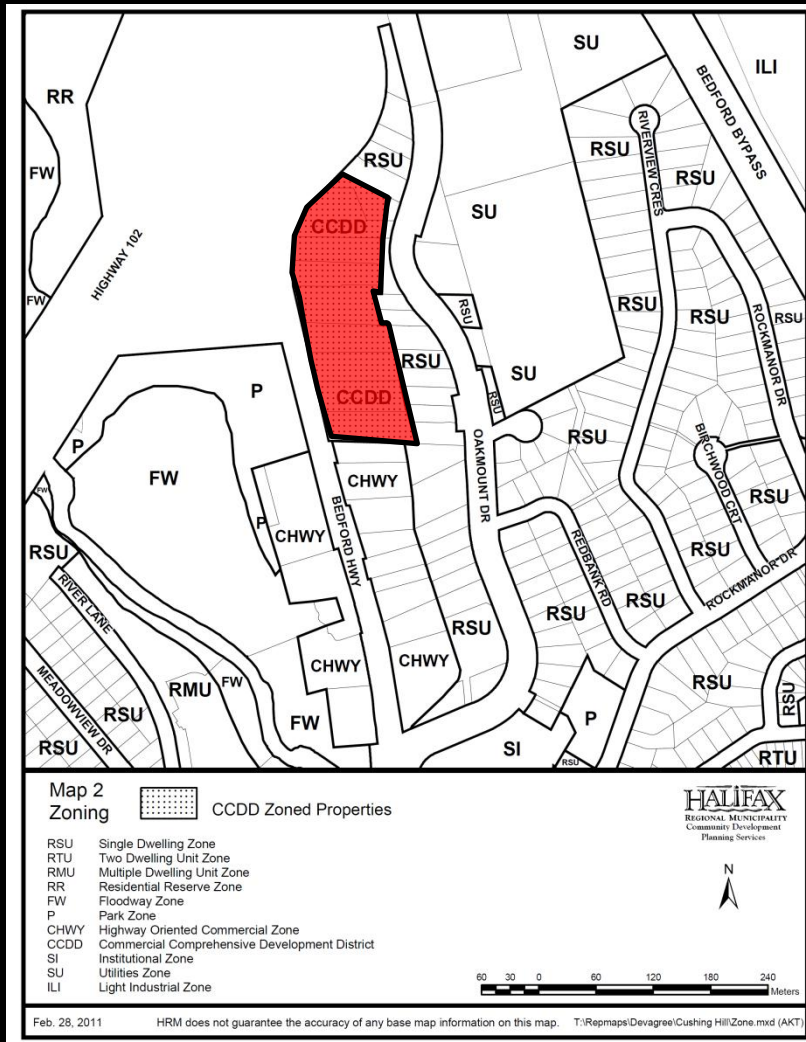 SU
ILI
RR
BEDFORD BYPASS
RIVERVIEW CRES
RSU
RSU
RSU
FW
SU
CCDD
HIGHWAY 102
FW
RSU
RSU
RSU
RSU
ROCKMANOR DR
RSU
SU
P
CCDD
RSU
RSU
OAKMOUNT DR
BIRCHWOOD CRT
P
FW
CHWY
RSU
FW
BEDFORD HWY
P
CHWY
REDBANK RD
RSU
RSU
RSU
RIVER LANE
RSU
RSU
ROCKMANOR DR
RSU
MEADOWVIEW DR
RMU
FW
CHWY
CHWY
RSU
RSU
RSU
RSU
FW
SI
P
RSU
RTU
Map 2
Zoning
CCDD Zoned Properties
HALIFAX
REGIONAL MUNICIPALITY
Community Development
Planning Services
RSU Single Dwelling Zone
RTU Two Dwelling Unit Zone
RMU Multiple Dwelling Unit Zone
RR Residential Reserve Zone
FW Floodway Zone
P Park Zone
CHWY Highway Oriented Commercial Zone
CCDD Commercial Comprehensive Development District
SI Institutional Zone
SU Utilities Zone
ILI Light Industrial Zone
N
60 30 0 60 120 180 240
Meters
Feb. 28, 2011 HRM does not guarantee the accuracy of any base map information on this map. T:\Repmaps\Devagree\Cushing Hill\Zone.mxd (AKT)